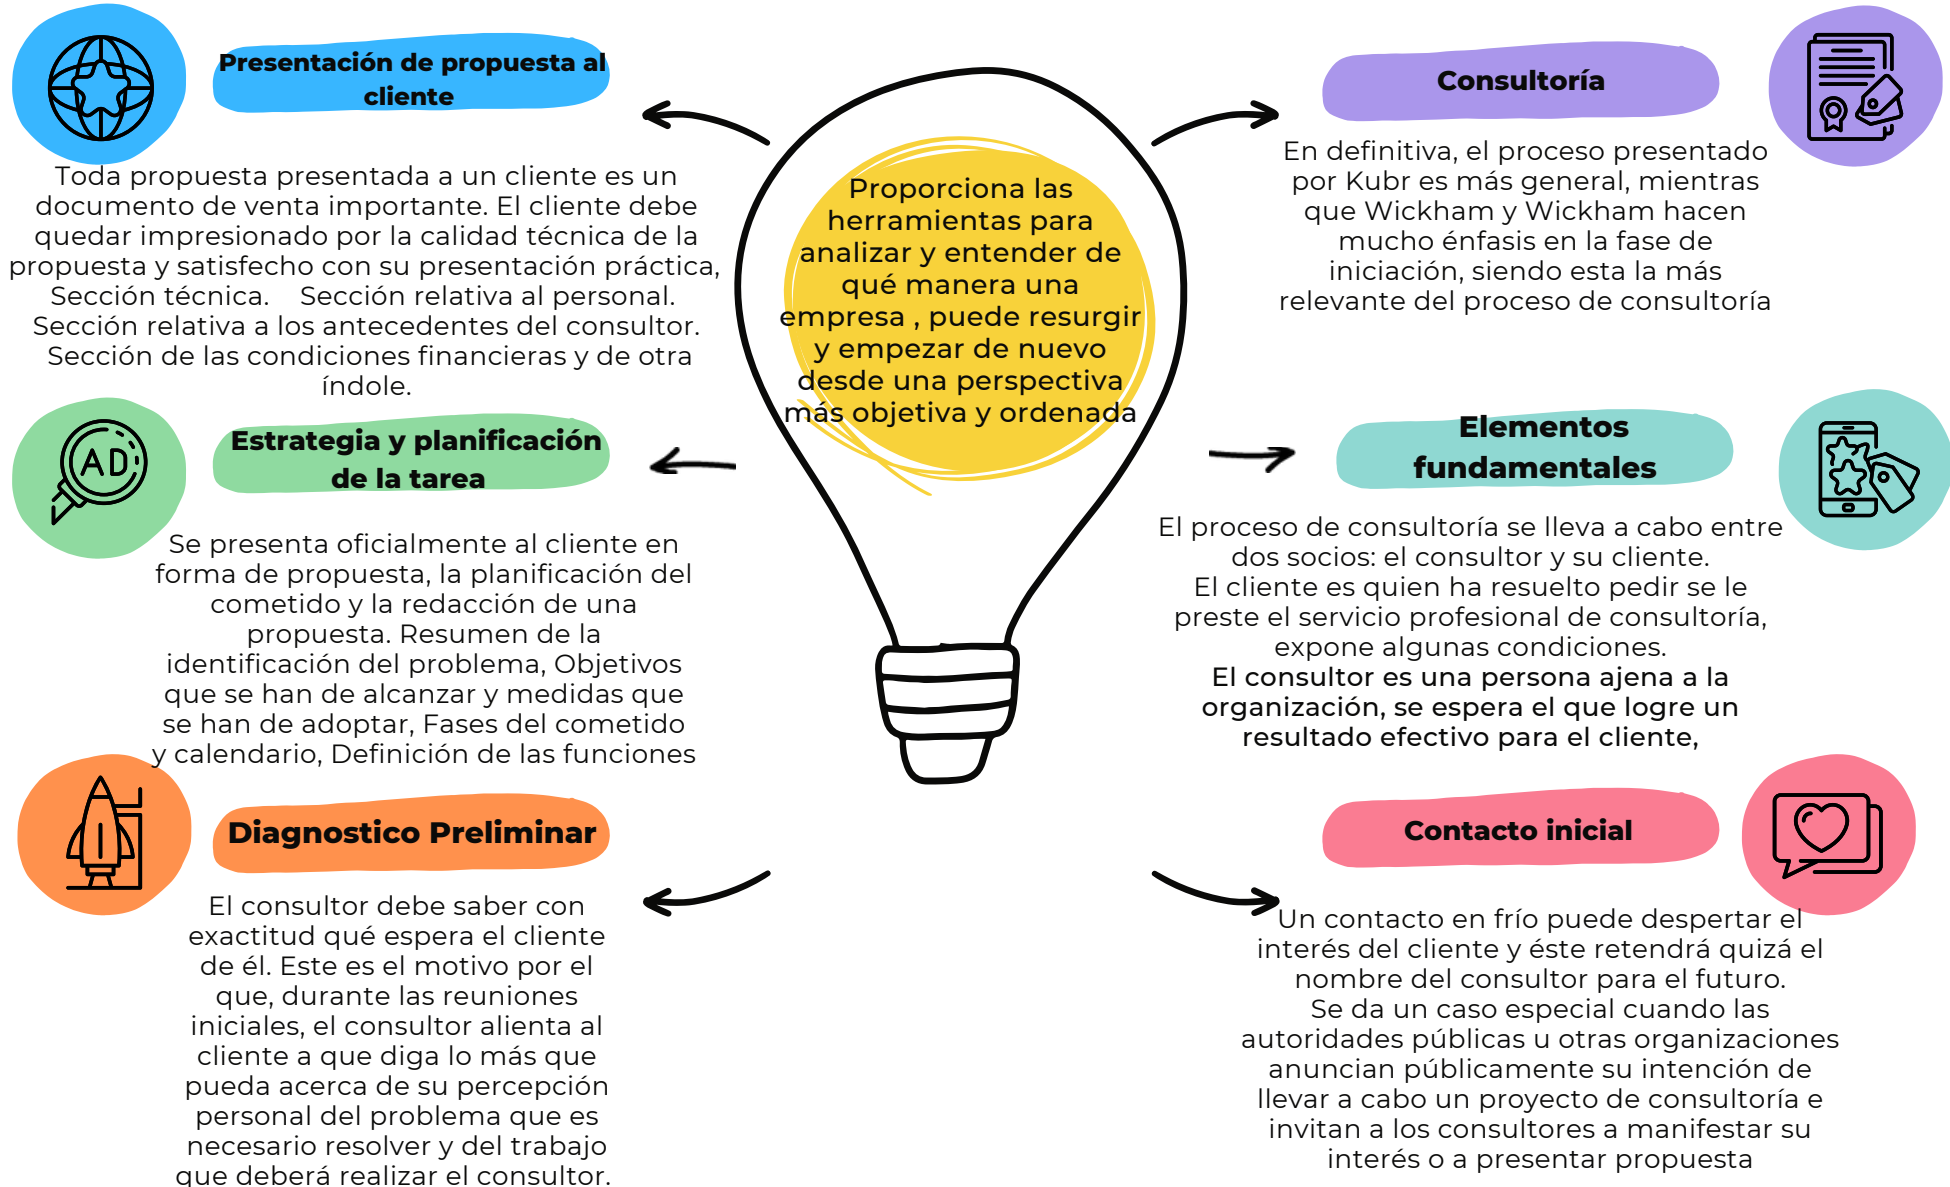 Presentación de propuesta al
cliente
Toda propuesta presentada a un cliente es un
documento de venta importante. El cliente debe
quedar impresionado por la calidad técnica de la
propuesta y satisfecho con su presentación práctica,
Sección técnica. Sección relativa al personal.
Sección relativa a los antecedentes del consultor.
Sección de las condiciones financieras y de otra
índole.
Estrategia y planificación
de la tarea
AD
Se presenta oficialmente al cliente en
forma de propuesta, la planificación del
cometido y la redacción de una
propuesta. Resumen de la
identificación del problema, Objetivos
que se han de alcanzar y medidas que
se han de adoptar, Fases del cometido
y calendario, Definición de las funciones
Diagnostico Preliminar
El consultor debe saber con
exactitud qué espera el cliente
de él. Este es el motivo por el
que, durante las reuniones
iniciales, el consultor alienta al
cliente a que diga lo más que
pueda acerca de su percepción
personal del problema que es
necesario resolver y del trabajo
que deberá realizar el consultor.
Proporciona las
herramientas para
analizar y entender de
qué manera una
empresa , puede resurgir
y empezar de nuevo
desde una perspectiva
más objetiva y ordenada
Consultoría
En definitiva, el proceso presentado
por Kubr es más general, mientras
que Wickham y Wickham hacen
mucho énfasis en la fase de
iniciación, siendo esta la más
relevante del proceso de consultoría
Elementos
fundamentales
El proceso de consultoría se lleva a cabo entre
dos socios: el consultor y su cliente.
El cliente es quien ha resuelto pedir se le
preste el servicio profesional de consultoría,
expone algunas condiciones.
El consultor es una persona ajena a la
organización, se espera el que logre un
resultado efectivo para el cliente,
Contacto inicial
Un contacto en frío puede despertar el
interés del cliente y éste retendrá quizá el
nombre del consultor para el futuro.
Se da un caso especial cuando las
autoridades públicas u otras organizaciones
anuncian públicamente su intención de
llevar a cabo un proyecto de consultoría e
invitan a los consultores a manifestar su
interés o a presentar propuesta